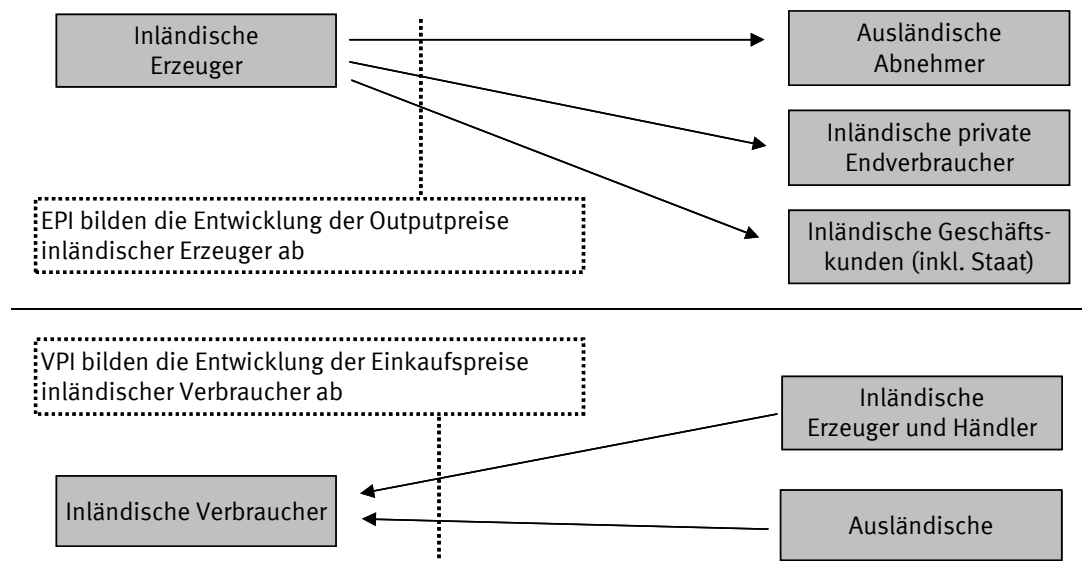 Inländische
Erzeuger
Ausländische
Abnehmer
Inländische private
Endverbraucher
EPI bilden die Entwicklung der Outputpreise
inländischer Erzeuger ab
Inländische Geschäfts-
kunden (inkl. Staat)
VPI bilden die Entwicklung der Einkaufspreise
inländischer Verbraucher ab
Inländische
Erzeuger und Händler
Inländische Verbraucher
Ausländische